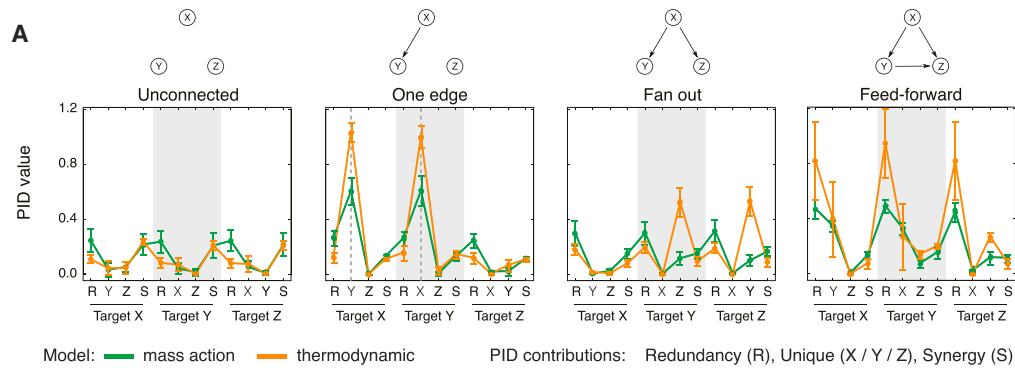 A
X
Y Z
X
Y Z
X
Y Z
X
Y Z
Unconnected One edge Fan out Feed-forward
PID value
1.2
0.8
0.4
0.0
R Y Z S R X Z S R X Y S
Target X Target Y Target Z
R Y Z S R X Z S R X Y S
Target X Target Y Target Z
R Y Z S R X Z S R X Y S
Target X Target Y Target Z
R Y Z S R X Z S R X Y S
Target X Target Y Target Z
Model: mass action thermodynamic PID contributions: Redundancy (R), Unique (X / Y / Z), Synergy (S)